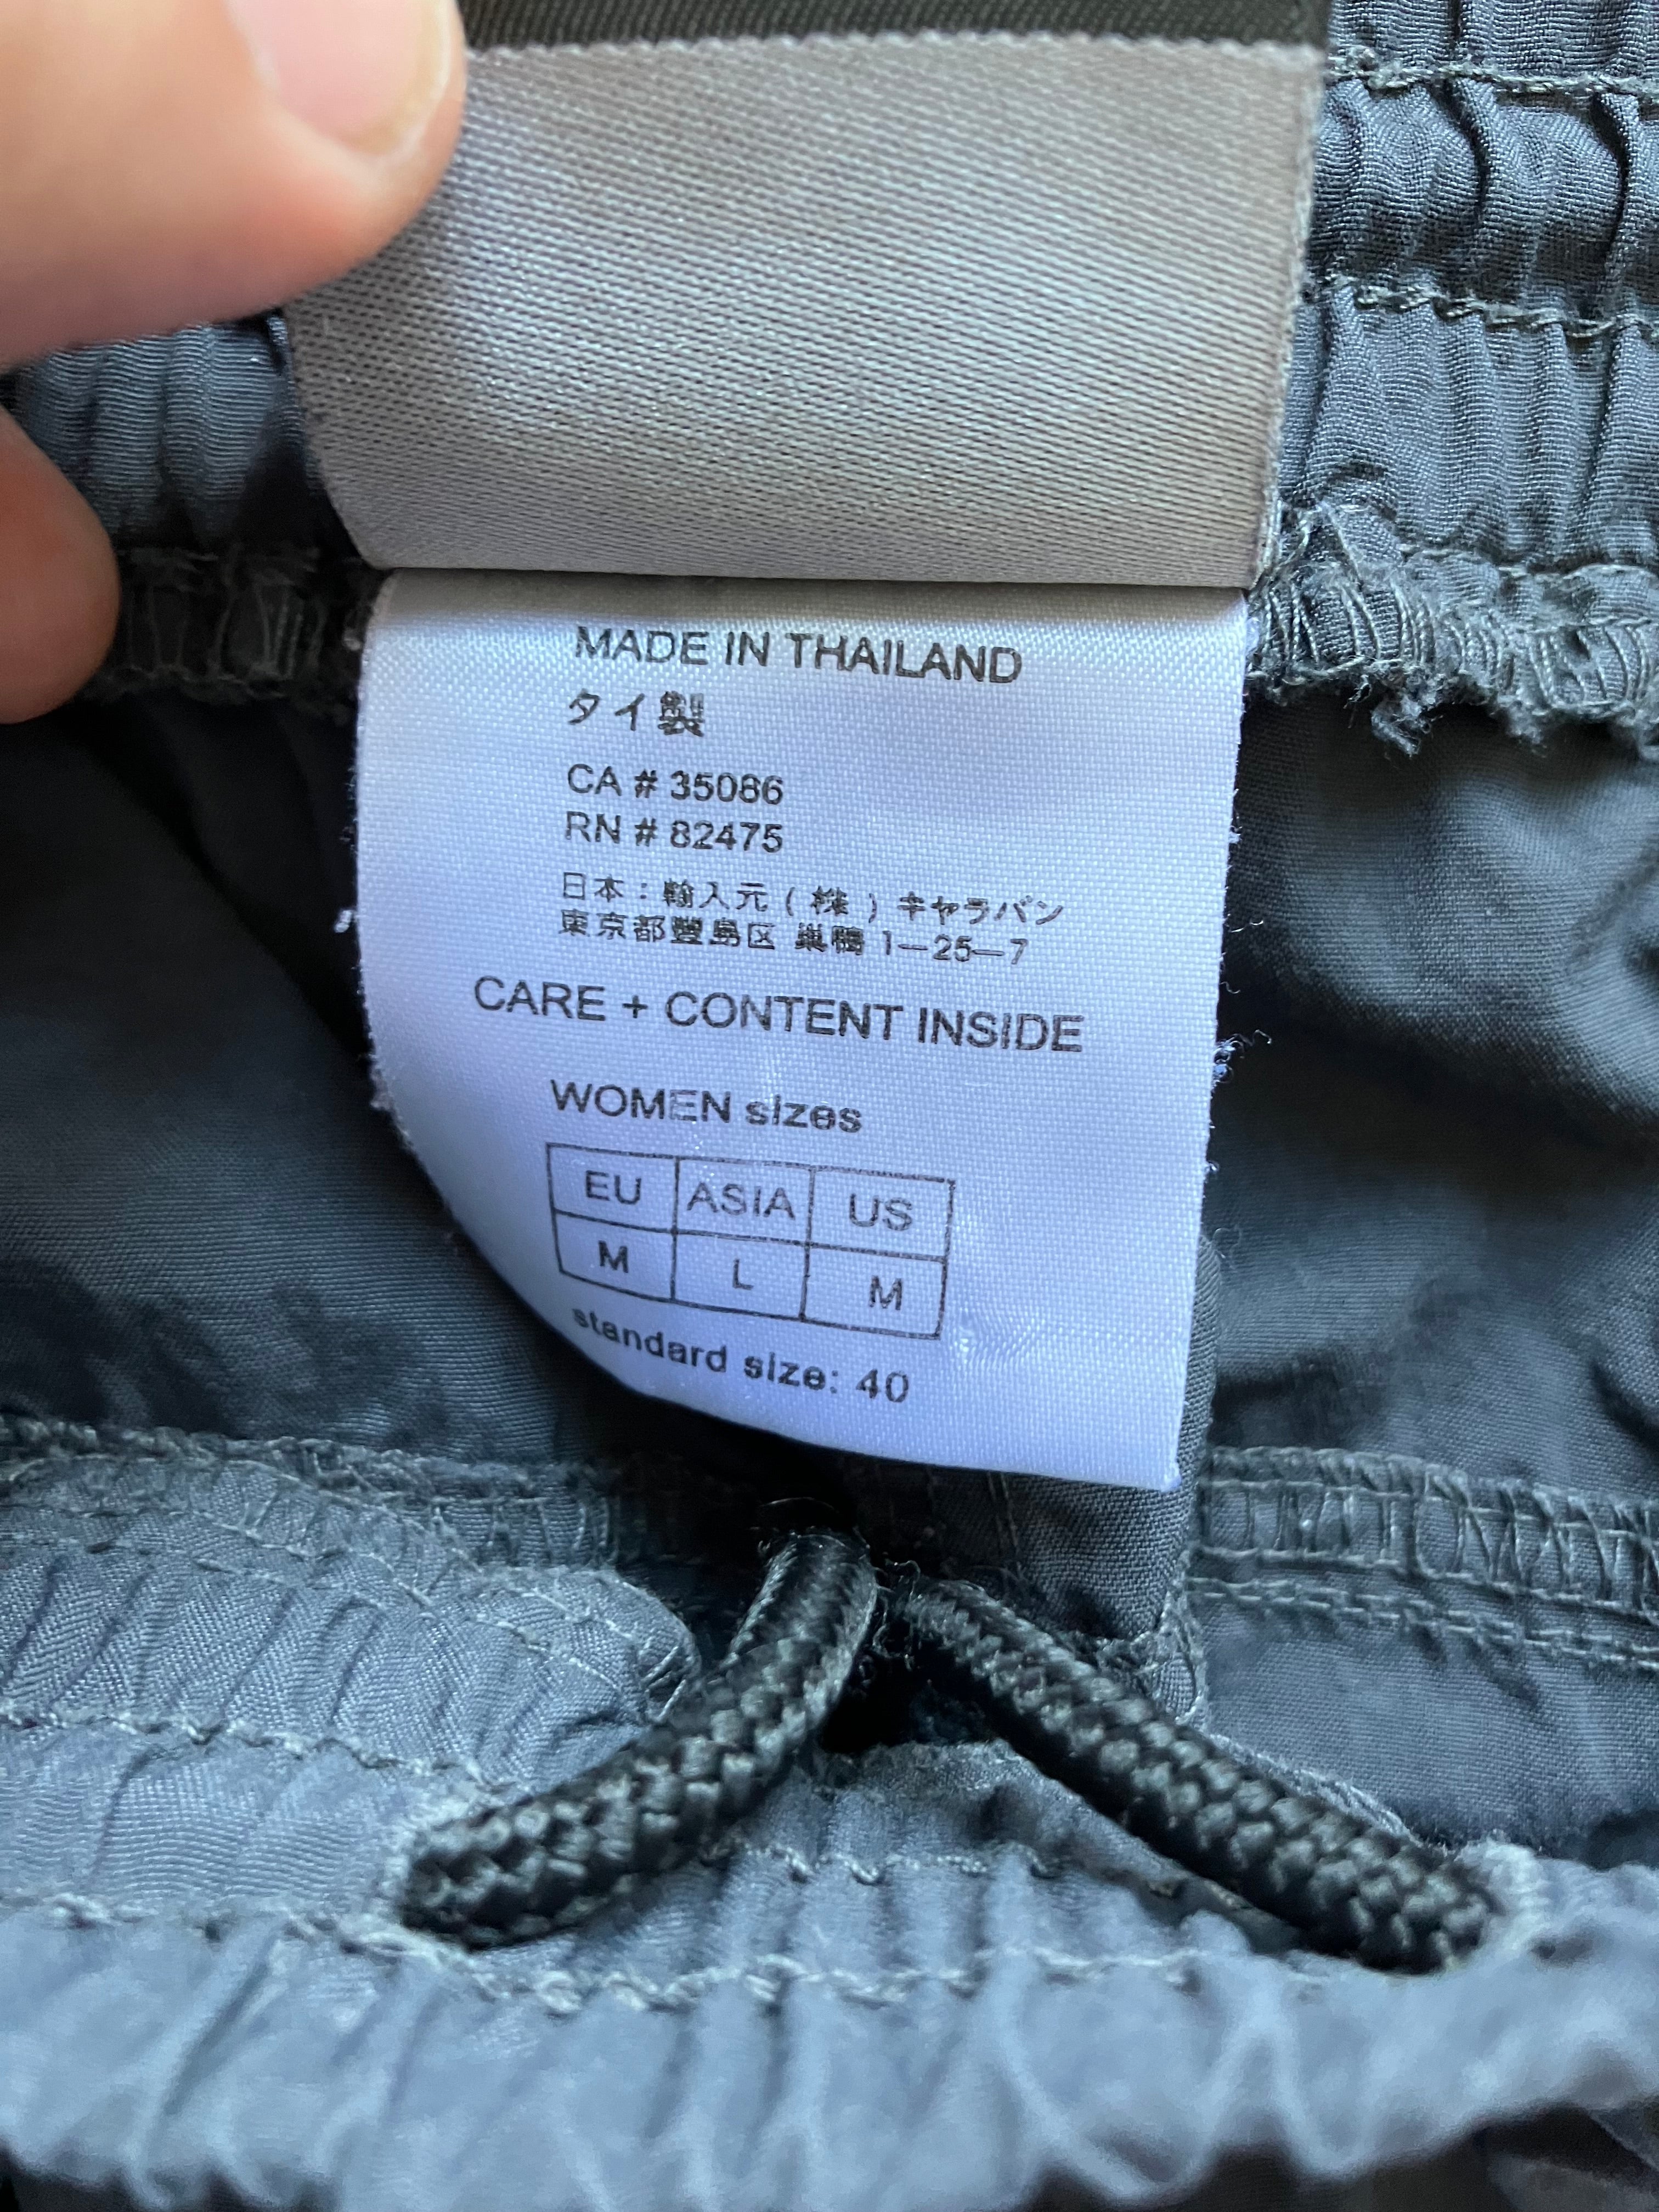 MADE IN THAILAND
タイ製
CA # 35086
RN # 82475
日本：輸入元（株）キャラバン
東京都豐島区 巣鴨 1−25−7
CARE + CONTENT INSIDE
WOMEN sizes
EU ASIA US
M L M
standard size: 40